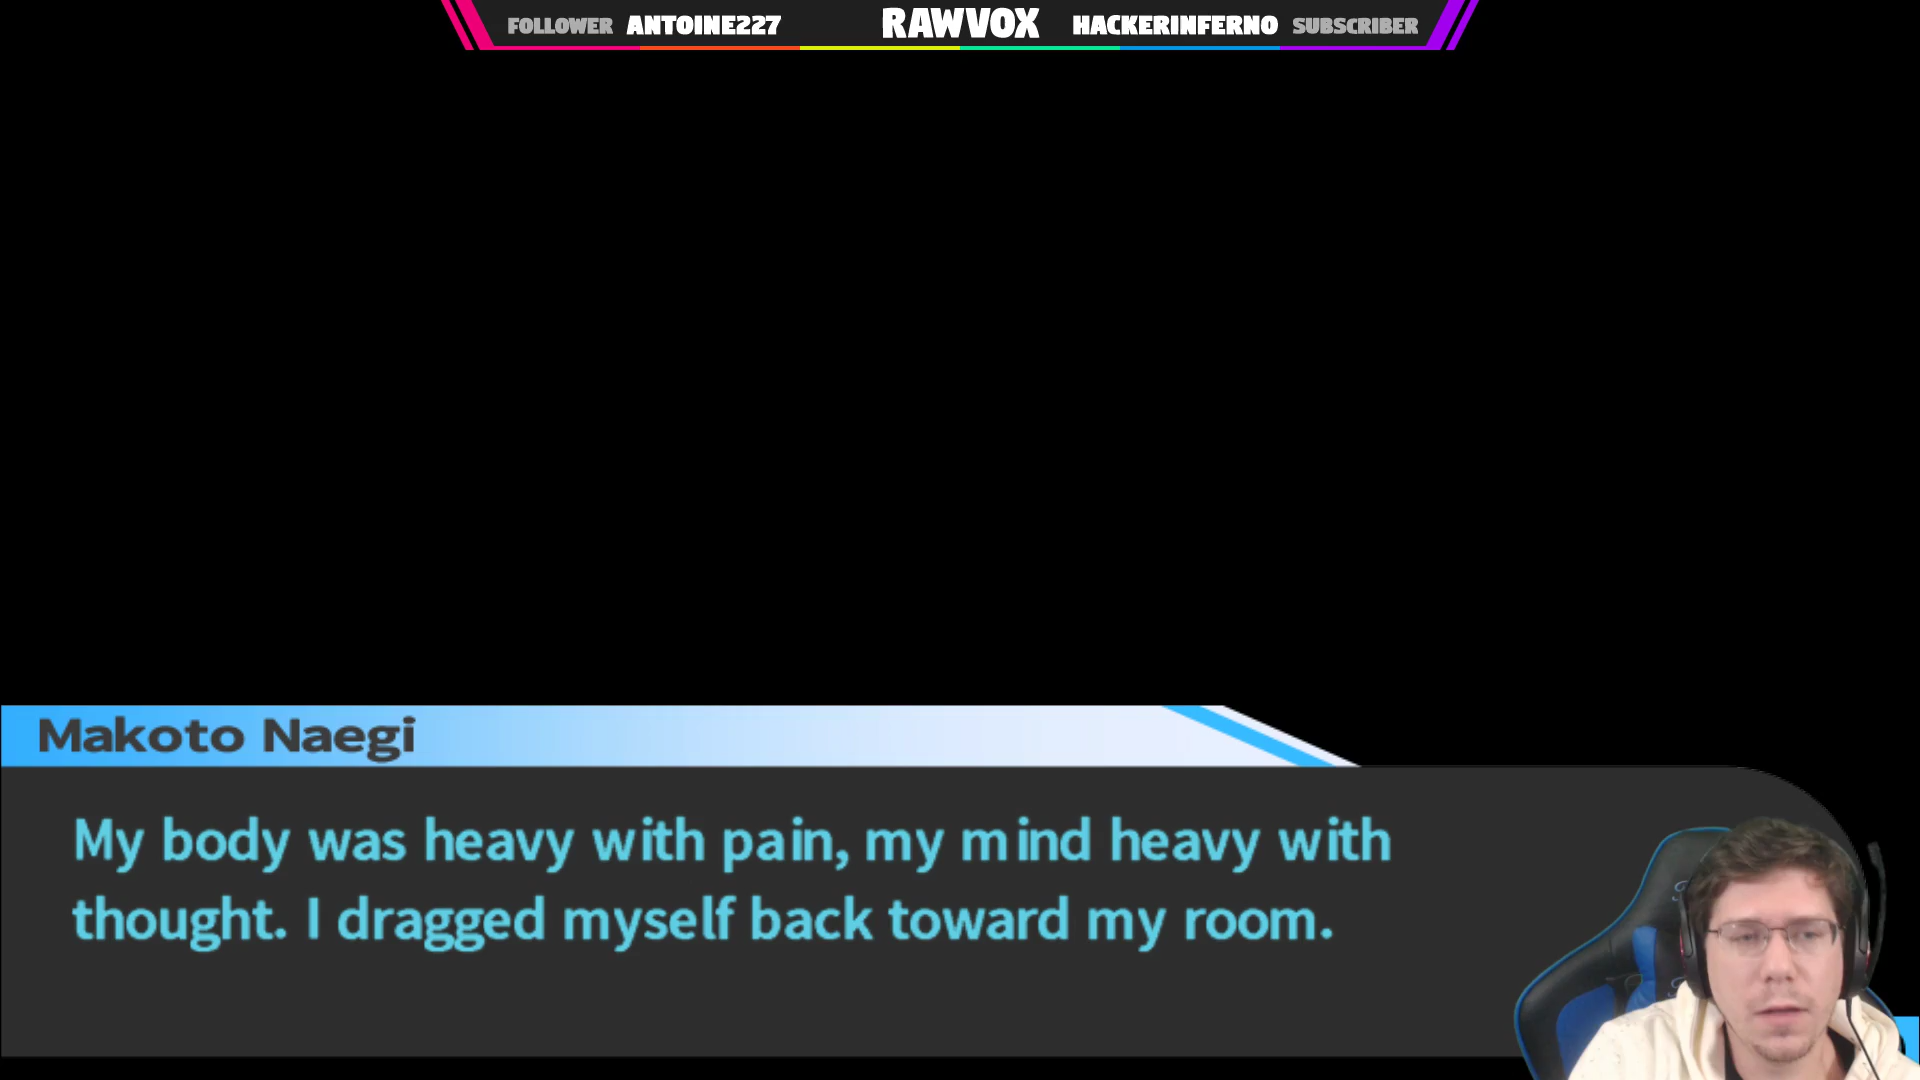 FOLLOWER ANTOINE227 RAWVOX HACKERINFERNO SUBSCRIBER
Makoto Naegi
My body was heavy with pain, my mind heavy with
thought. I dragged myself back toward my room.